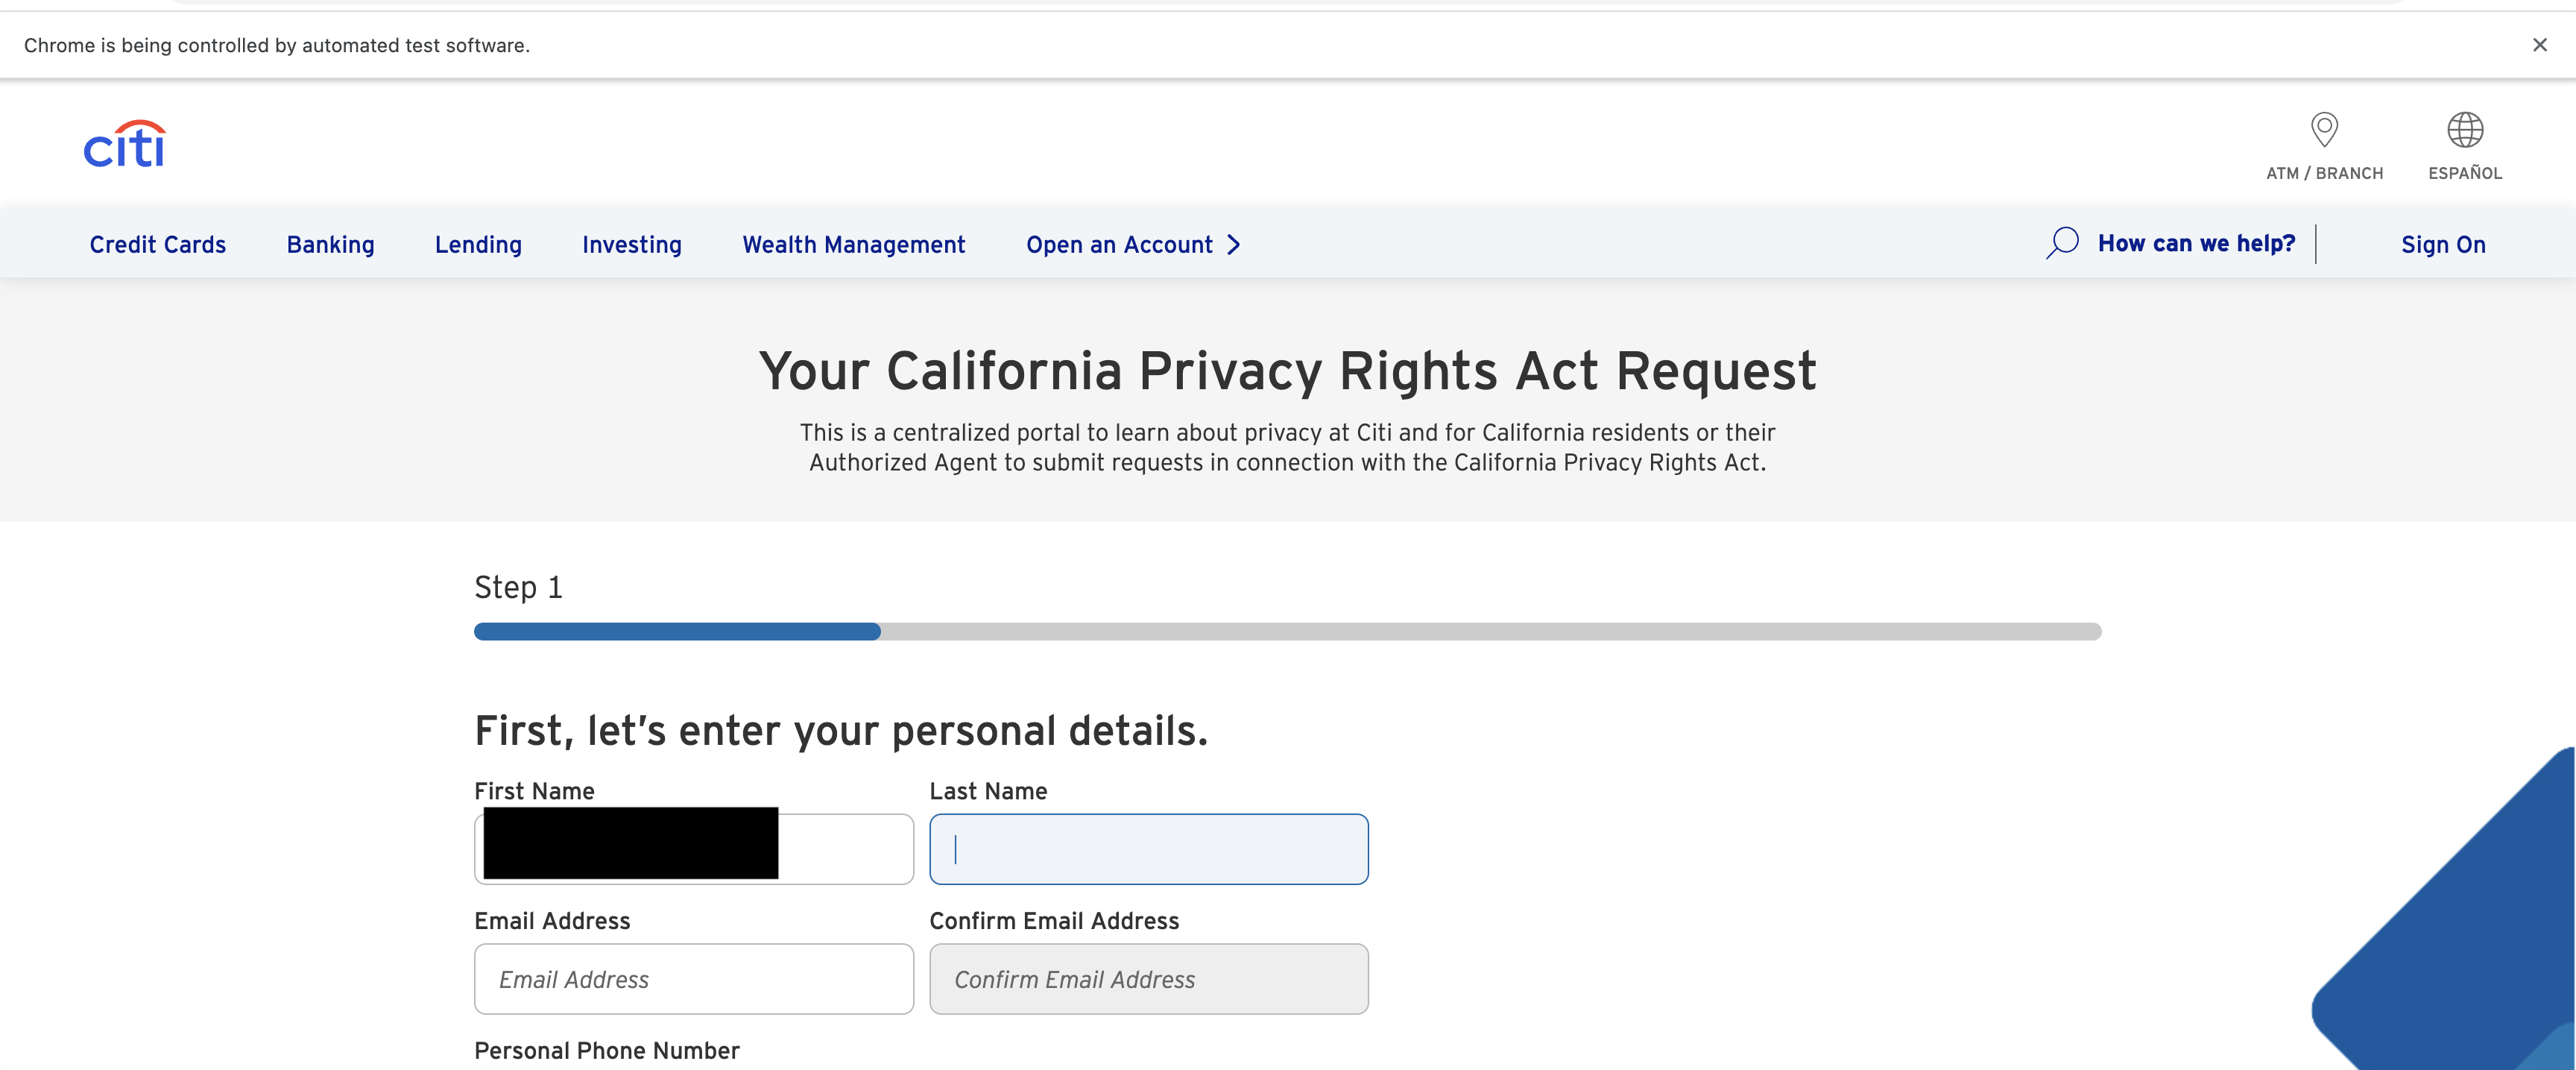 Chrome is being controlled by automated test software.
citi
ATM / BRANCH
ESPAÑOL
Credit Cards
Banking
Lending
Investing
Wealth Management
Open an Account
How can we help?
Sign On
Your California Privacy Rights Act Request
This is a centralized portal to learn about privacy at Citi and for California residents or their
Authorized Agent to submit requests in connection with the California Privacy Rights Act.
Step 1
First, let’s enter your personal details.
First Name
Last Name
Email Address
Confirm Email Address
Email Address
Confirm Email Address
Personal Phone Number